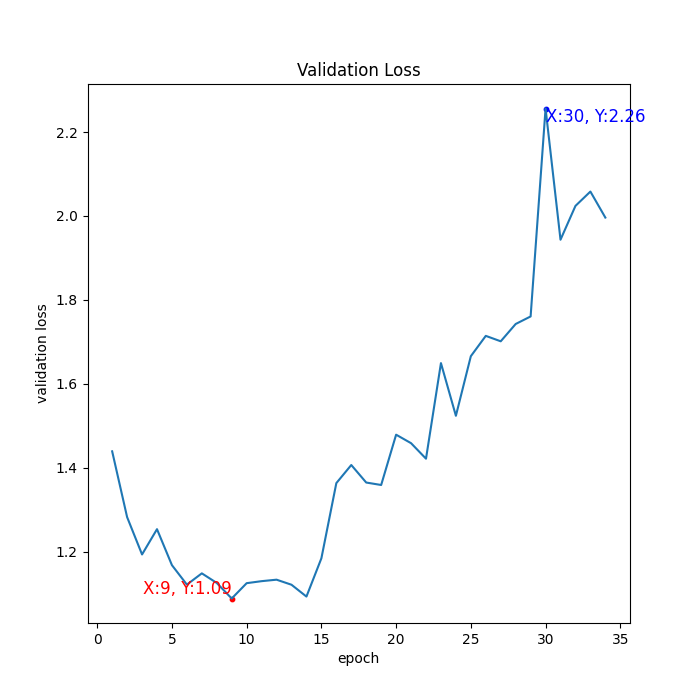 Validation Loss
X:30, Y:2.26
2.2
2.0
1.8
1.6
1.4
1.2
validation loss
X:9, Y:1.09
0 5 10 15 20 25 30 35
epoch